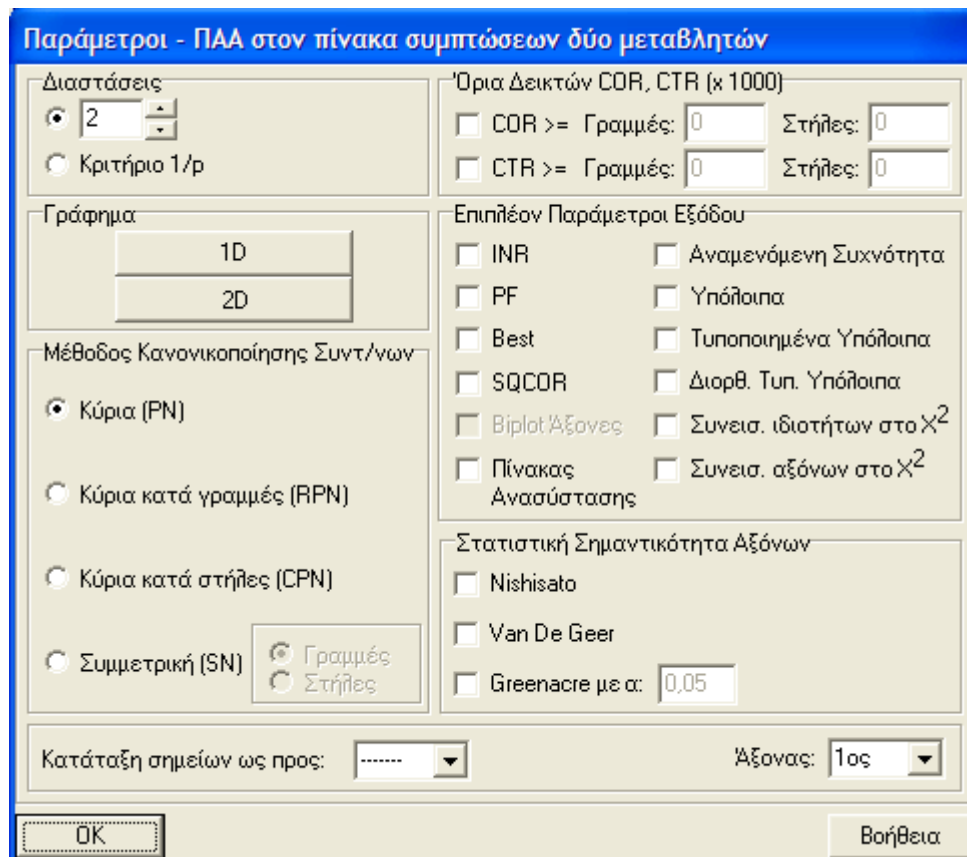 Παράμετροι - ΠΑΑ στον πίνακα συμπτώσεων δύο μεταβλητών
Διαστάσεις
2
Κριτήριο 1/p
Όρια Δεικτών COR, CTR (x 1000)
COR >= Γραμμές: 0 Στήλες: 0
CTR >= Γραμμές: 0 Στήλες: 0
Γράφημα
1D
2D
Επιπλέον Παράμετροι Εξόδου
INR Αναμενόμενη Συχνότητα
PF Υπόλοιπα
Best Τυποποιημένα Υπόλοιπα
SQCOR Διορθ. Τυπ. Υπόλοιπα
Biplot Άξονες Συνεισ. ιδιοτήτων στο X²
Πίνακας Συνεισ. αξόνων στο X²
Ανασύστασης
Μέθοδος Κανονικοποίησης Συντ/νων
Κύρια (PN)
Κύρια κατά γραμμές (RPN)
Κύρια κατά στήλες (CPN)
Συμμετρική (SN)
Γραμμές
Στήλες
Στατιστική Σημαντικότητα Αξόνων
Nishisato
Van De Geer
Greenacre με α: 0,05
Κατάταξη σημείων ως προς: ------- Άξονας: 1ος
OK Βοήθεια